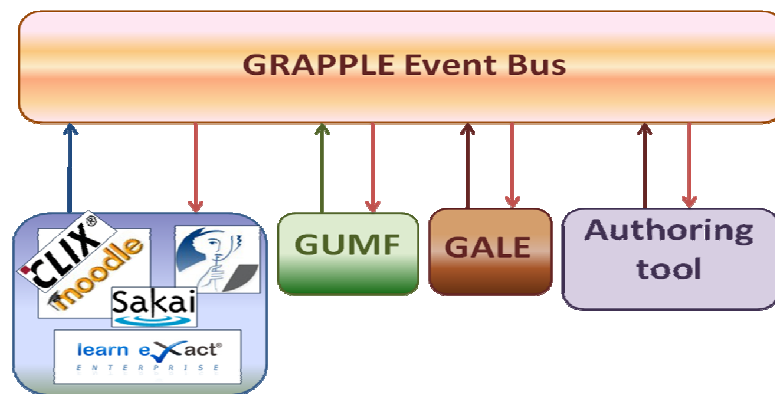 GRAPPLE Event Bus
CLIX®
moodle
Sakai
learn eXact®
ENTERPRISE
GUMF
GALE
Authoring
tool